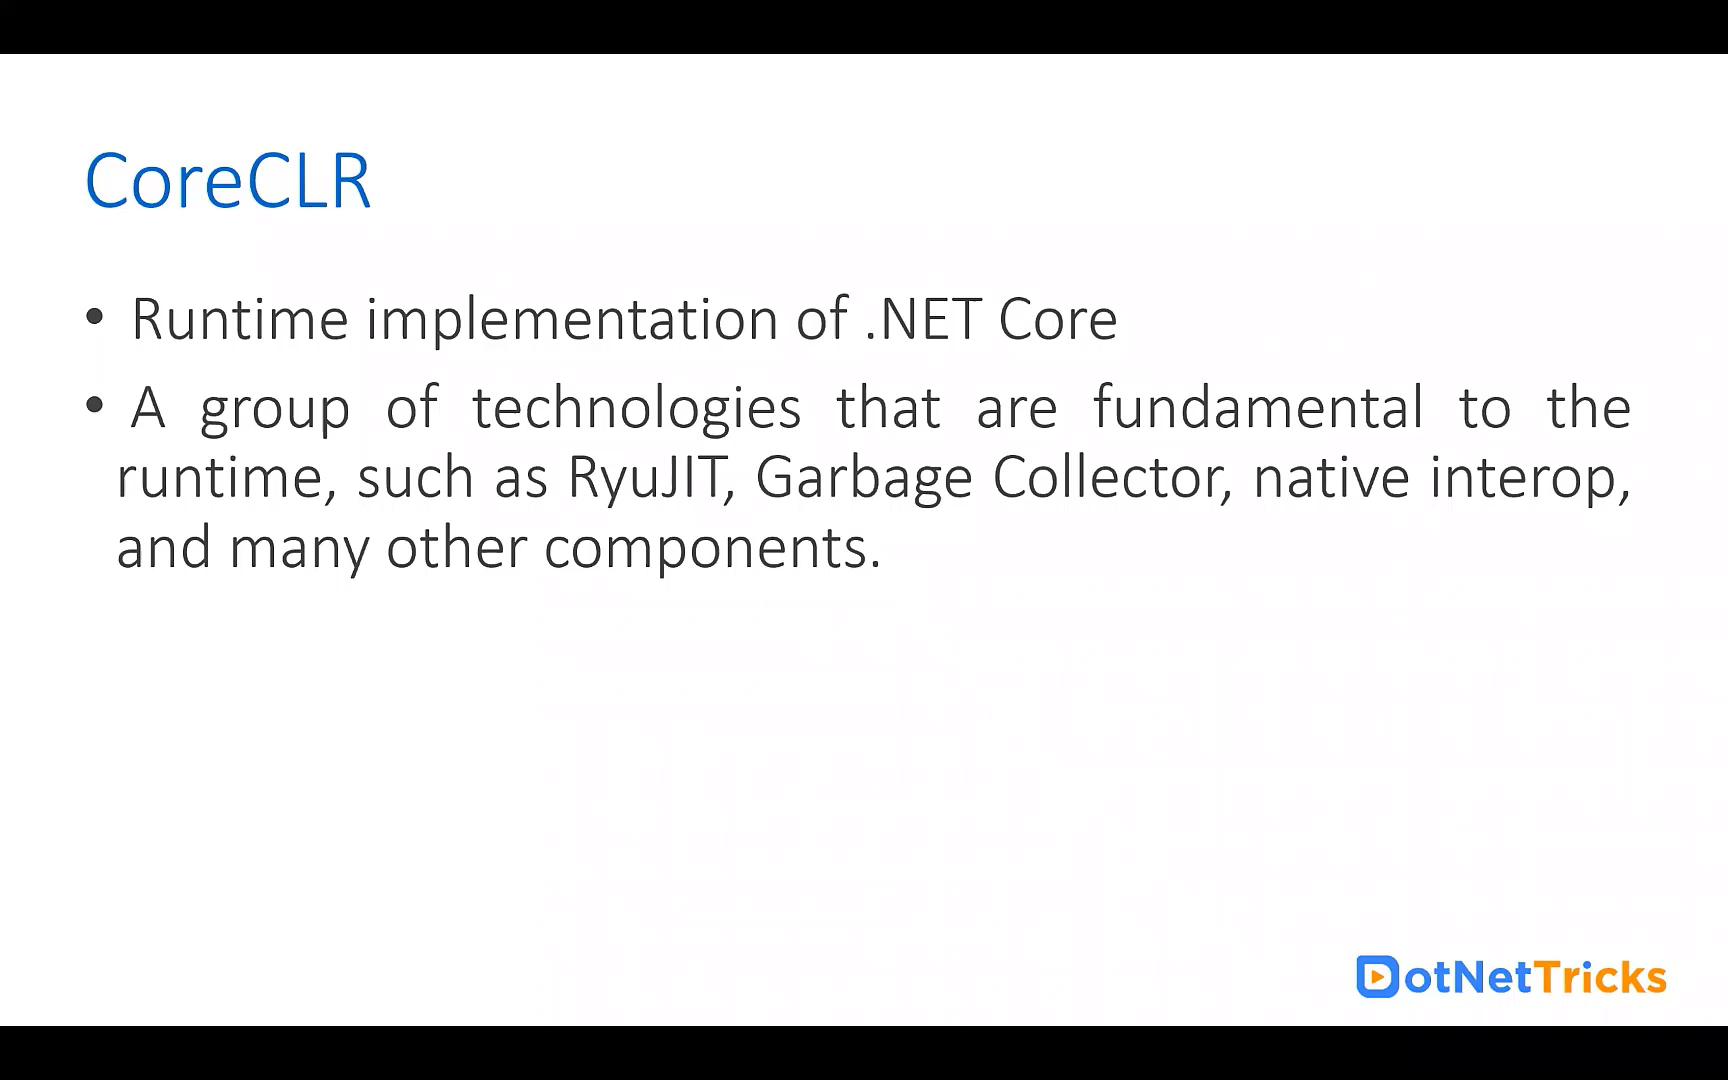 CoreCLR
• Runtime implementation of .NET Core
• A group of technologies that are fundamental to the
runtime, such as RyuJIT, Garbage Collector, native interop,
and many other components.
DotNetTricks